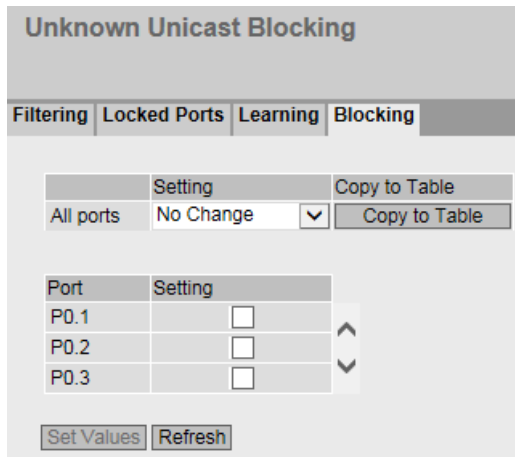 Unknown Unicast Blocking
Filtering Locked Ports Learning Blocking
Setting Copy to Table
All ports No Change Copy to Table
Port Setting
P0.1
P0.2
P0.3
Set Values Refresh